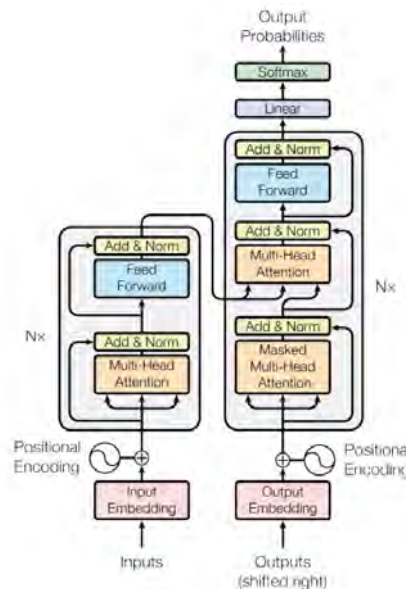 Output
Probabilities
Softmax
Linear
Add & Norm
Feed
Forward
Add & Norm
Multi-Head
Attention
Nx
Add & Norm
Masked
Multi-Head
Attention
Positional
Encoding
Output
Embedding
Outputs
(shifted right)
Add & Norm
Feed
Forward
Nx
Add & Norm
Multi-Head
Attention
Positional
Encoding
Input
Embedding
Inputs